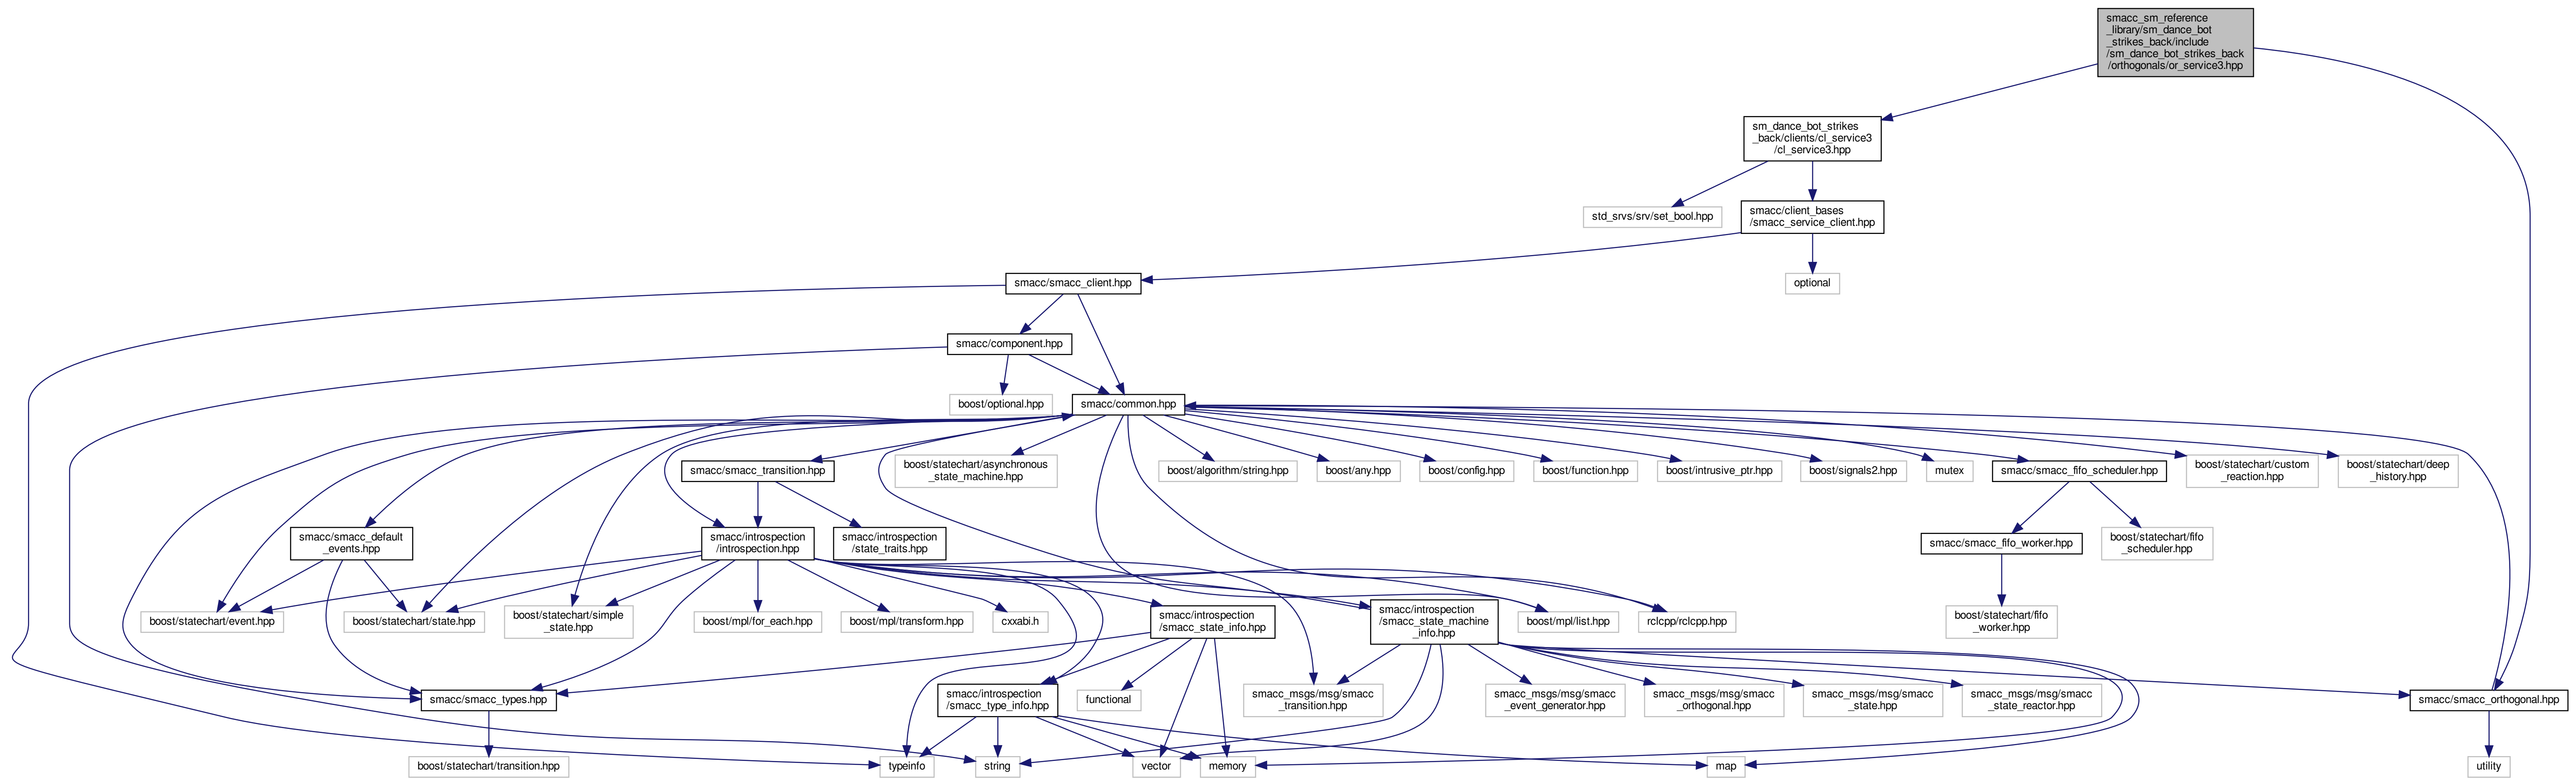 smacc_sm_reference
_library/sm_dance_bot
_strikes_back/include
/sm_dance_bot_strikes_back
/orthogonals/or_service3.hpp
sm_dance_bot_strikes
_back/clients/cl_service3
/cl_service3.hpp
std_srvs/srv/set_bool.hpp
smacc/client_bases
/smacc_service_client.hpp
smacc/smacc_client.hpp
optional
smacc/component.hpp
boost/optional.hpp
smacc/common.hpp
smacc/smacc_transition.hpp
boost/statechart/asynchronous
_state_machine.hpp
boost/algorithm/string.hpp
boost/any.hpp
boost/config.hpp
boost/function.hpp
boost/intrusive_ptr.hpp
boost/signals2.hpp
mutex
smacc/smacc_fifo_scheduler.hpp
boost/statechart/custom
_reaction.hpp
boost/statechart/deep
_history.hpp
smacc/smacc_default
_events.hpp
smacc/introspection
/introspection.hpp
smacc/introspection
/state_traits.hpp
smacc/smacc_fifo_worker.hpp
boost/statechart/fifo
_scheduler.hpp
boost/statechart/event.hpp
boost/statechart/state.hpp
boost/statechart/simple
_state.hpp
boost/mpl/for_each.hpp
boost/mpl/transform.hpp
cxxabi.h
smacc/introspection
/smacc_state_info.hpp
smacc/introspection
/smacc_state_machine
_info.hpp
boost/mpl/list.hpp
rclcpp/rclcpp.hpp
boost/statechart/fifo
_worker.hpp
smacc/smacc_types.hpp
smacc/introspection
/smacc_type_info.hpp
functional
smacc_msgs/msg/smacc
_transition.hpp
smacc_msgs/msg/smacc
_event_generator.hpp
smacc_msgs/msg/smacc
_orthogonal.hpp
smacc_msgs/msg/smacc
_state.hpp
smacc_msgs/msg/smacc
_state_reactor.hpp
smacc/smacc_orthogonal.hpp
boost/statechart/transition.hpp
typeinfo
string
vector
memory
map
utility